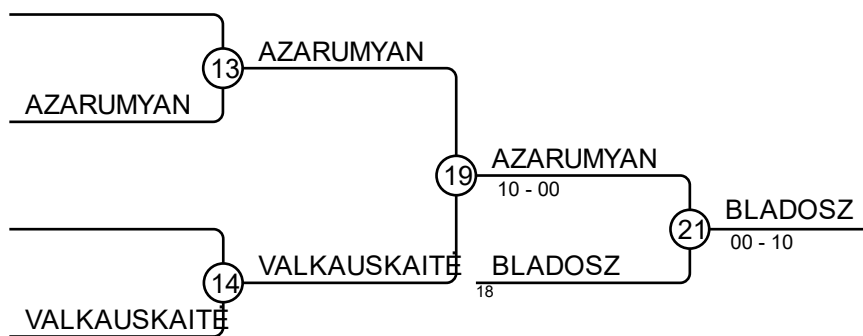 AZARUMYAN
13
AZARUMYAN
AZARUMYAN
19
10 - 00
BLADOSZ
21
00 - 10
VALKAUSKAITĖ
BLADOSZ
14
18
VALKAUSKAITĖ